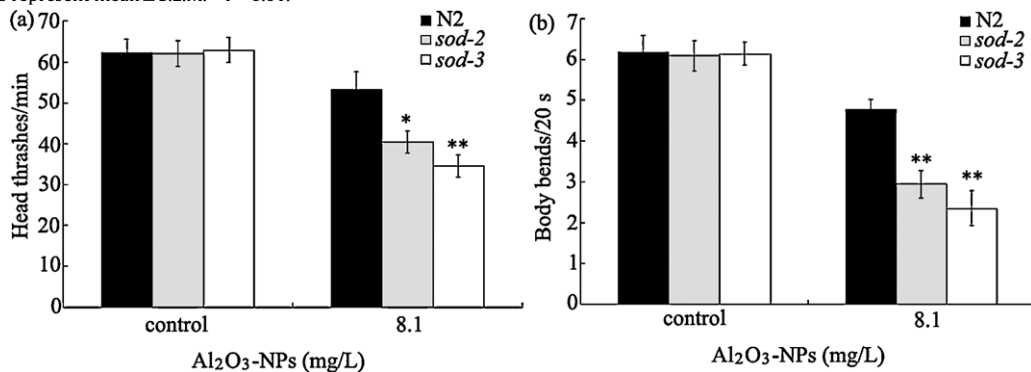 (a)
Head thrashes/min
70
60
50
40
30
20
10
0
N2
sod-2
sod-3
*
**
control
8.1
Al₂O₃-NPs (mg/L)
(b)
Body bends/20 s
7
6
5
4
3
2
1
0
N2
sod-2
sod-3
**
**
control
8.1
Al₂O₃-NPs (mg/L)